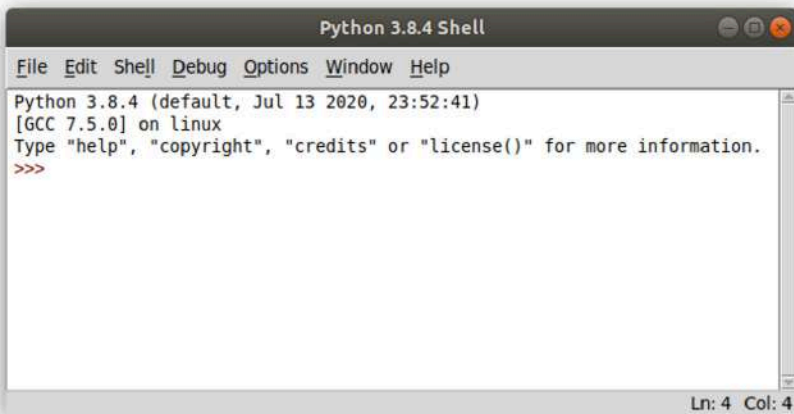 Python 3.8.4 Shell
File Edit Shell Debug Options Window Help
Python 3.8.4 (default, Jul 13 2020, 23:52:41)
[GCC 7.5.0] on linux
Type "help", "copyright", "credits" or "license()" for more information.
>>>
Ln: 4 Col: 4